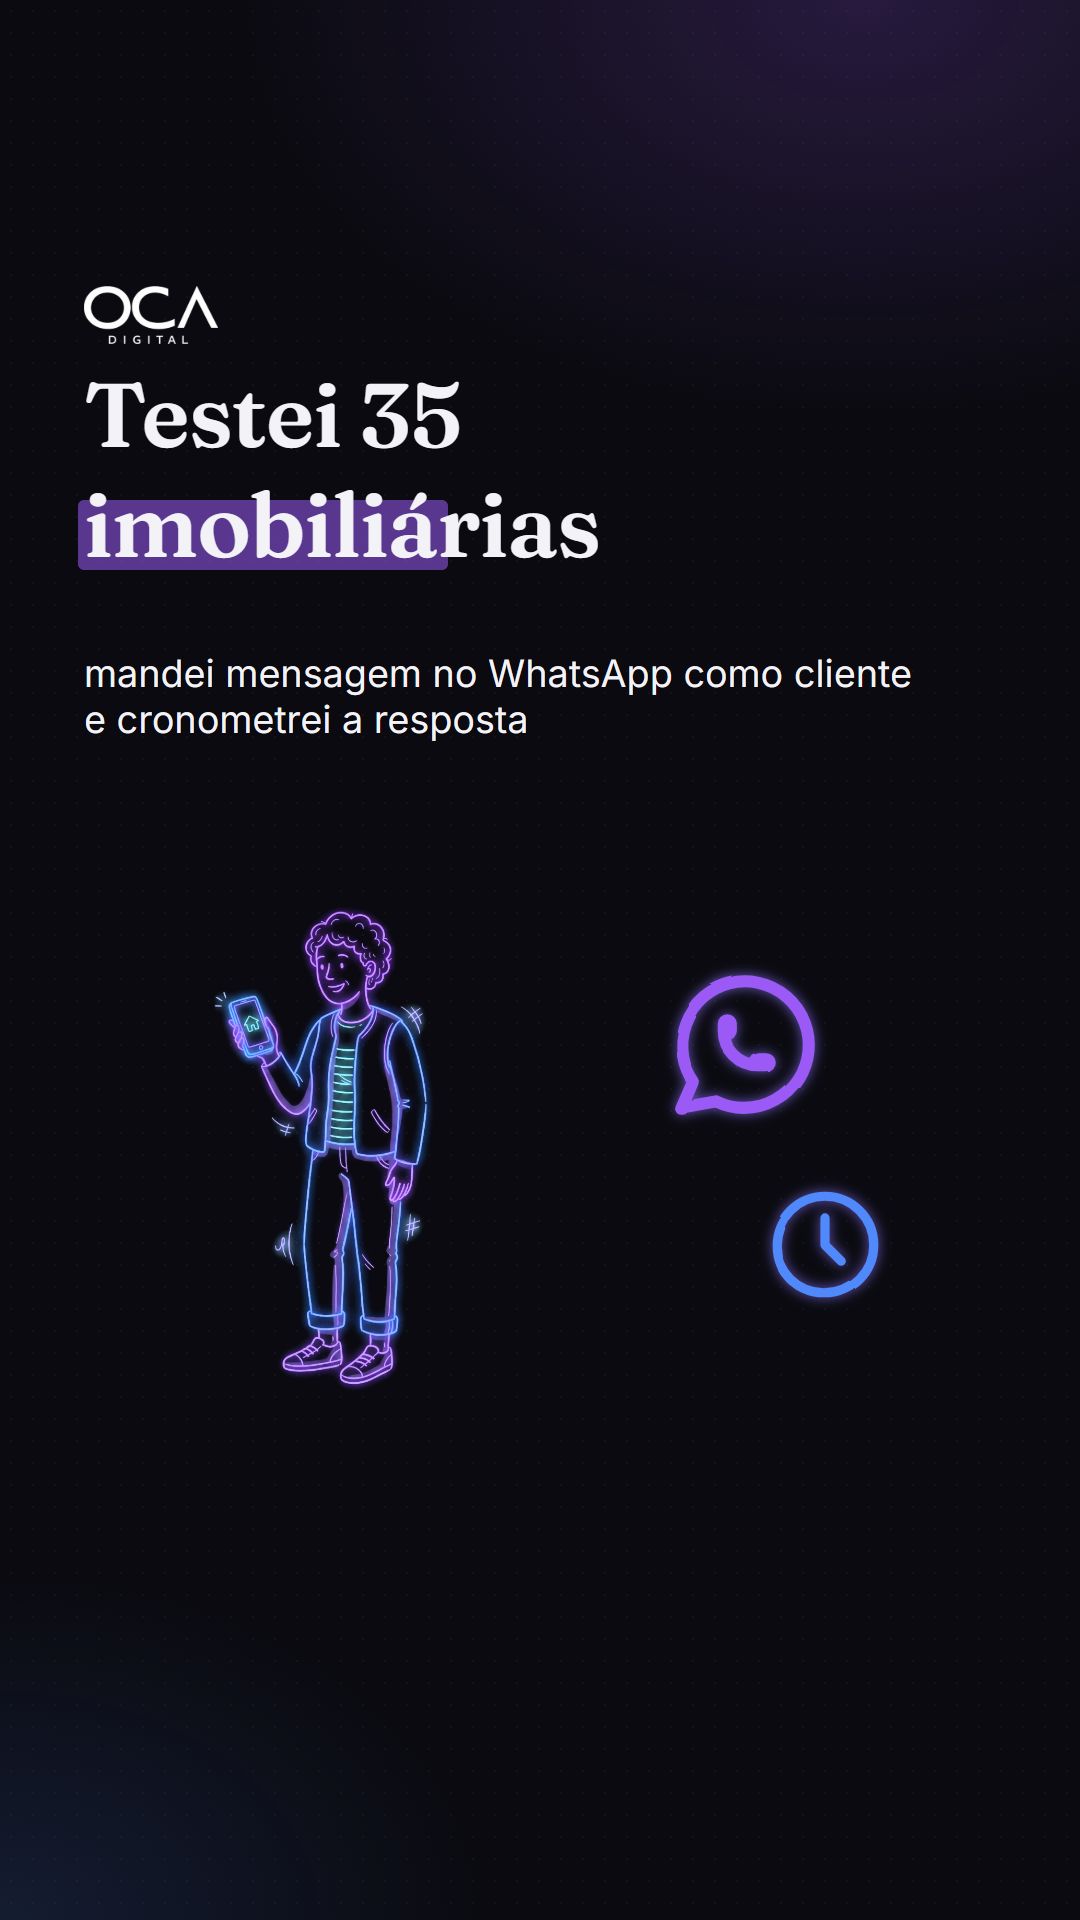 OCA
DIGITAL
Testei 35
imobiliárias
mandei mensagem no WhatsApp como cliente
e cronometrei a resposta